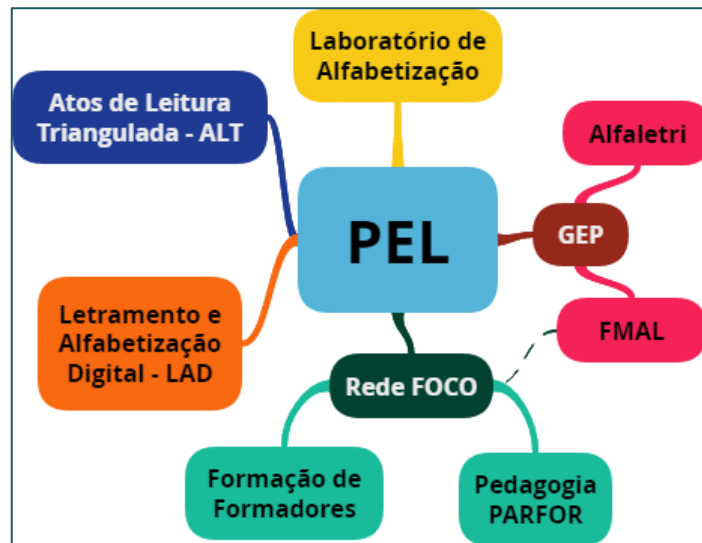 Laboratório de
Alfabetização
Atos de Leitura
Triangulada - ALT
Alfaletri
PEL
GEP
Letramento e
Alfabetização
Digital - LAD
FMAL
Rede FOCO
Formação de
Formadores
Pedagogia
PARFOR